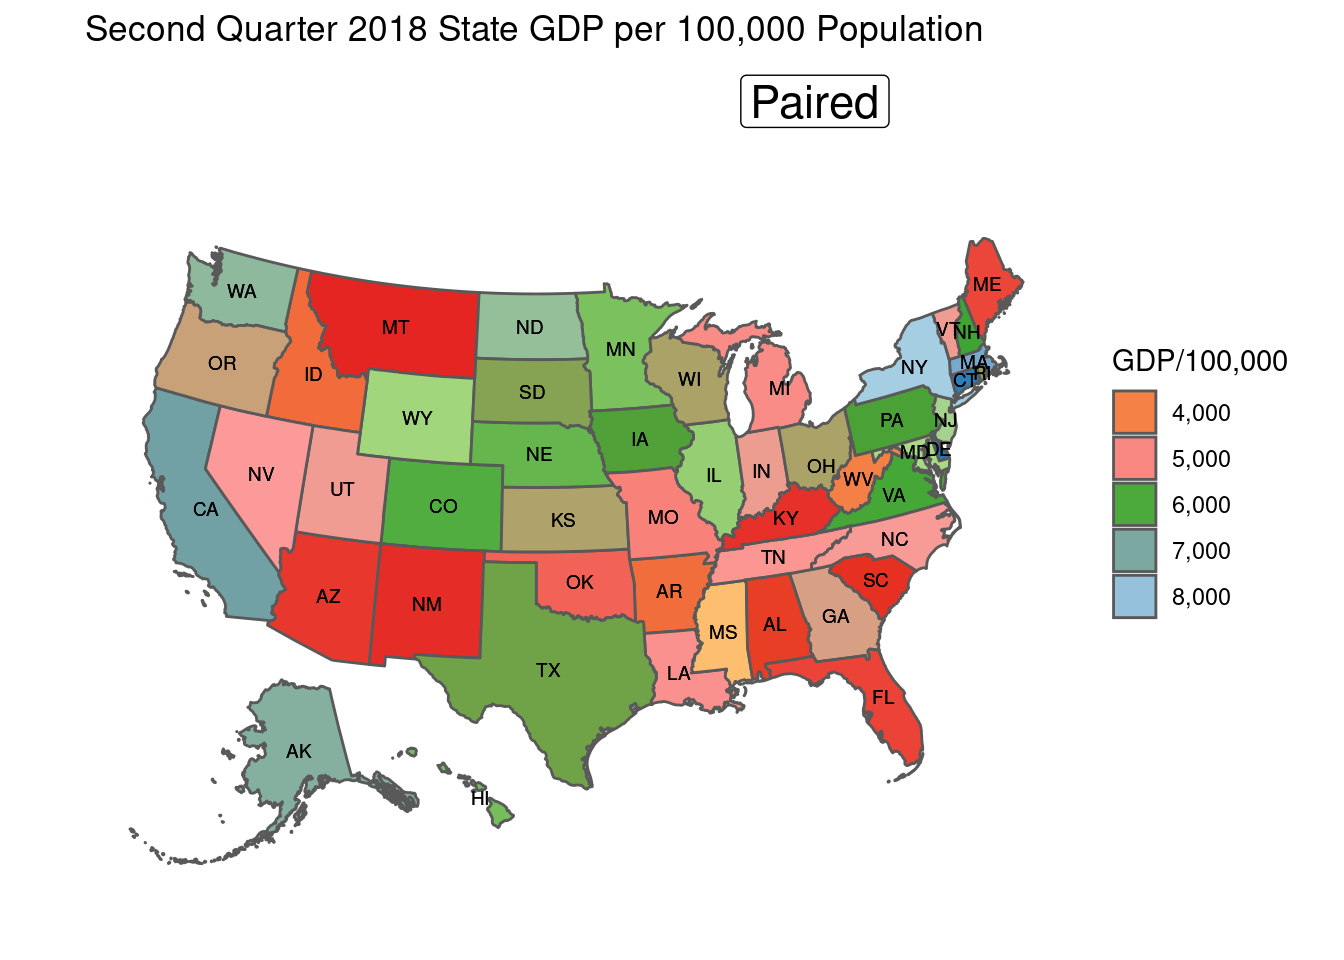 Second Quarter 2018 State GDP per 100,000 Population
Paired
ME
WA
MT
ND
MN
VT
NH
OR
ID
SD
WI
MI
NY
MA
CT
RI
WY
IA
PA
NJ
NE
NV
UT
CO
IL
IN
OH
WV
MD
DE
VA
CA
KS
MO
KY
NC
TN
AZ
NM
OK
AR
SC
MS
AL
GA
TX
LA
FL
AK
HI
GDP/100,000
4,000
5,000
6,000
7,000
8,000